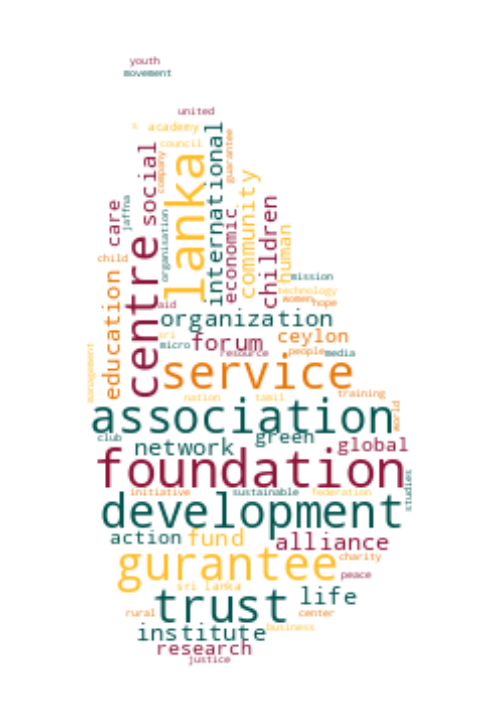 youth
movement
united
academy
council
guarantee
company
social
lanka
international
care
jaffna
organisation
economic
community
children
human
child
centre
education
mission
technology
women
hope
aid
organization
sri
ceylon
micro
forum
resource
people
media
management
service
nation
tamil
training
association
world
club
network
green
global
foundation
studies
initiative
sustainable
federation
development
action
fund
alliance
gurantee
charity
peace
sri lanka
trust
life
rural
center
institute
business
research
justice